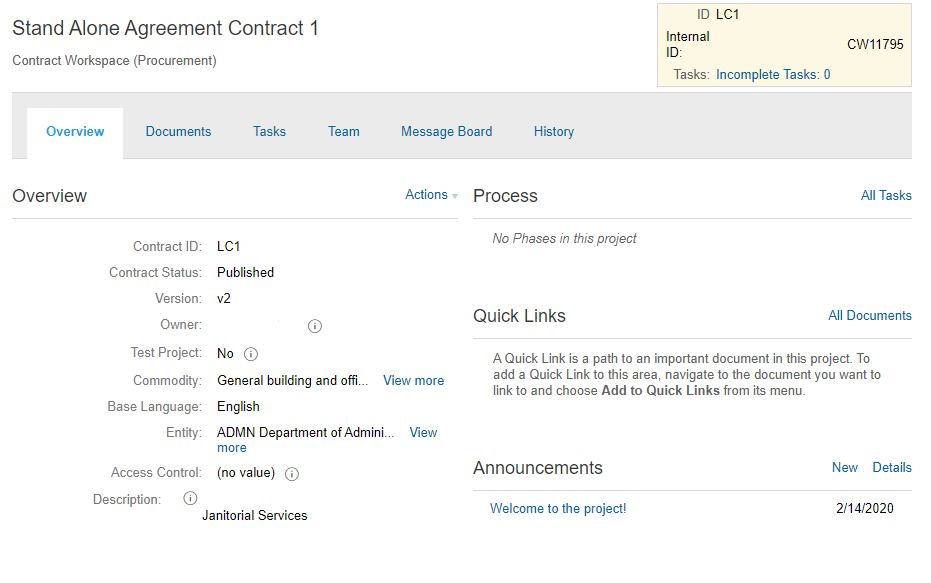 Stand Alone Agreement Contract 1
Contract Workspace (Procurement)
ID LC1
Internal ID: CW11795
Tasks: Incomplete Tasks: 0
Overview Documents Tasks Team Message Board History
Overview Actions
Contract ID: LC1
Contract Status: Published
Version: v2
Owner:
Test Project: No
Commodity: General building and offi... View more
Base Language: English
Entity: ADMN Department of Admini... View
more
Access Control: (no value)
Description:
Janitorial Services
Process All Tasks
No Phases in this project
Quick Links All Documents
A Quick Link is a path to an important document in this project. To
add a Quick Link to this area, navigate to the document you want to
link to and choose Add to Quick Links from its menu.
Announcements New Details
Welcome to the project! 2/14/2020